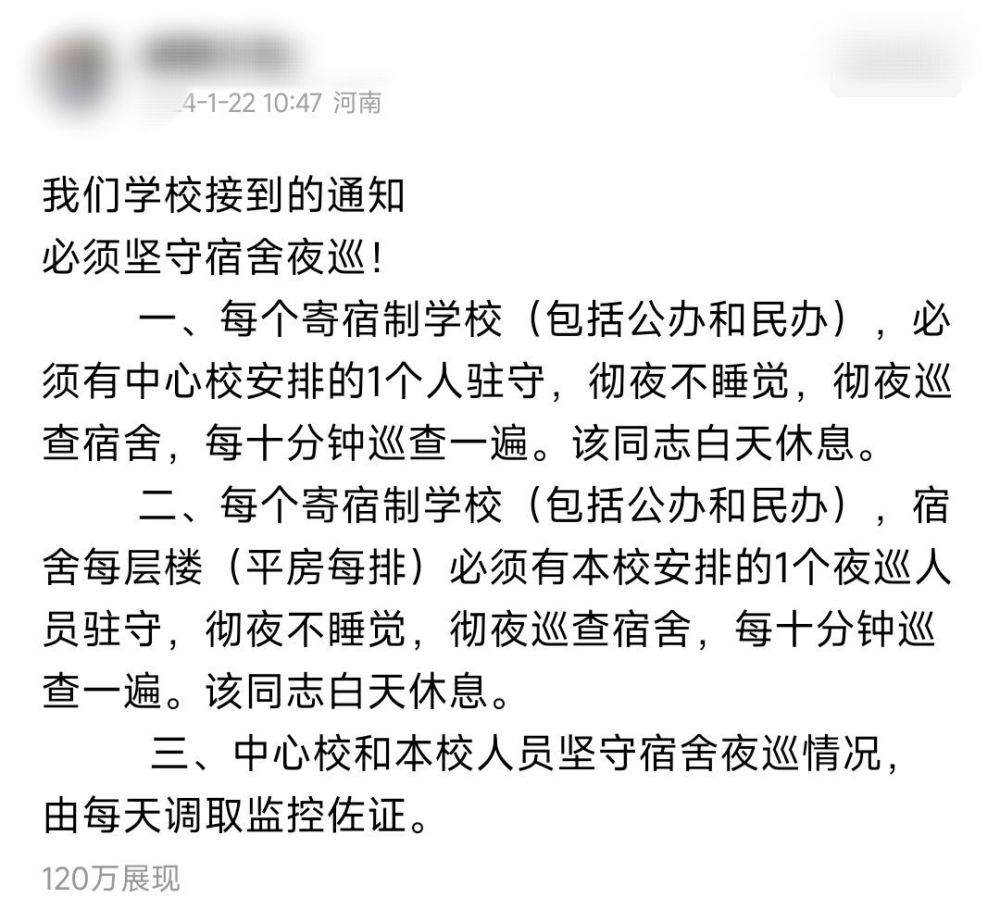 4-1-22 10:47 河南
我们学校接到的通知
必须坚守宿舍夜巡！
一、每个寄宿制学校（包括公办和民办），必
须有中心校安排的1个人驻守，彻夜不睡觉，彻夜巡
查宿舍，每十分钟巡查一遍。该同志白天休息。
二、每个寄宿制学校（包括公办和民办），宿
舍每层楼（平房每排）必须有本校安排的1个夜巡人
员驻守，彻夜不睡觉，彻夜巡查宿舍，每十分钟巡
查一遍。该同志白天休息。
三、中心校和本校人员坚守宿舍夜巡情况，
由每天调取监控佐证。
120万展现